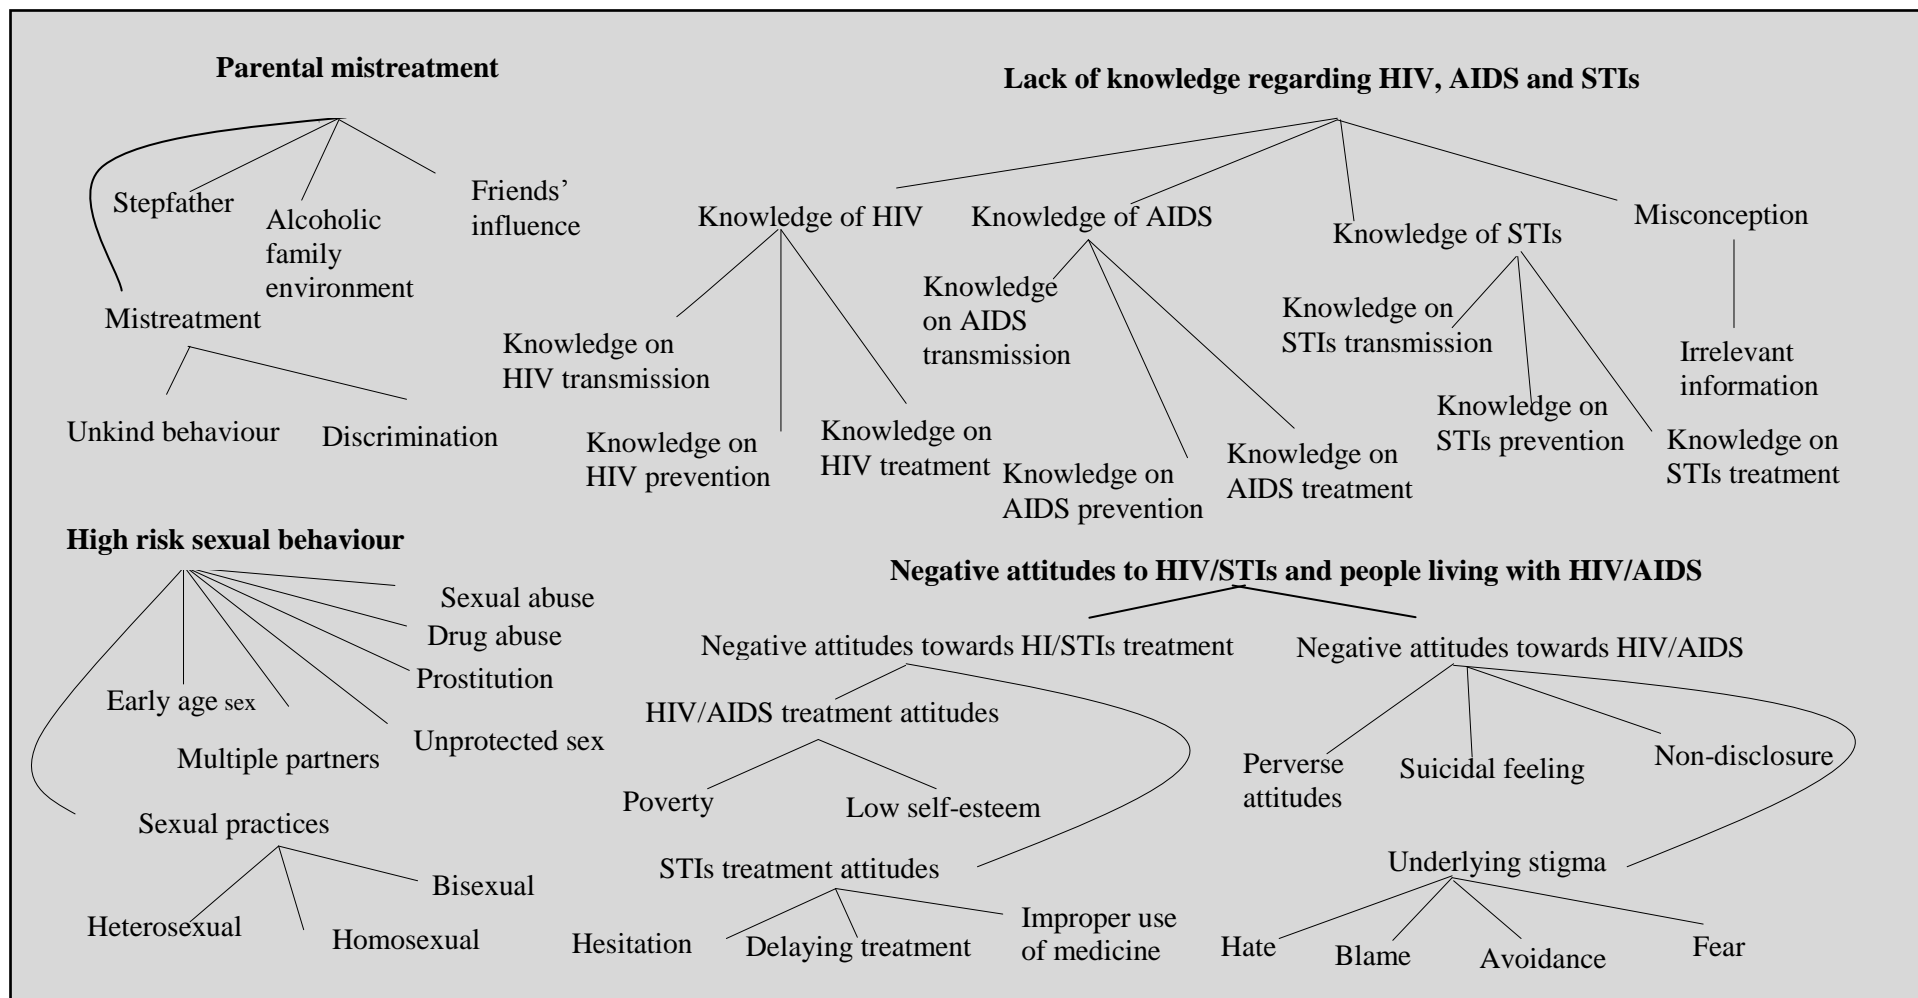 Parental mistreatment
Stepfather
Alcoholic
family
environment
Friends’
influence
Mistreatment
Unkind behaviour
Discrimination
Lack of knowledge regarding HIV, AIDS and STIs
Knowledge of HIV
Knowledge on
HIV transmission
Knowledge on
HIV prevention
Knowledge on
HIV treatment
Knowledge of AIDS
Knowledge
on AIDS
transmission
Knowledge on
AIDS prevention
Knowledge on
AIDS treatment
Knowledge of STIs
Knowledge on
STIs transmission
Knowledge on
STIs prevention
Knowledge on
STIs treatment
Misconception
Irrelevant
information
High risk sexual behaviour
Sexual abuse
Drug abuse
Prostitution
Early age sex
Unprotected sex
Multiple partners
Sexual practices
Bisexual
Heterosexual
Homosexual
Negative attitudes to HIV/STIs and people living with HIV/AIDS
Negative attitudes towards HI/STIs treatment
HIV/AIDS treatment attitudes
Poverty
Low self-esteem
STIs treatment attitudes
Hesitation
Delaying treatment
Improper use
of medicine
Negative attitudes towards HIV/AIDS
Perverse
attitudes
Suicidal feeling
Non-disclosure
Underlying stigma
Hate
Blame
Avoidance
Fear